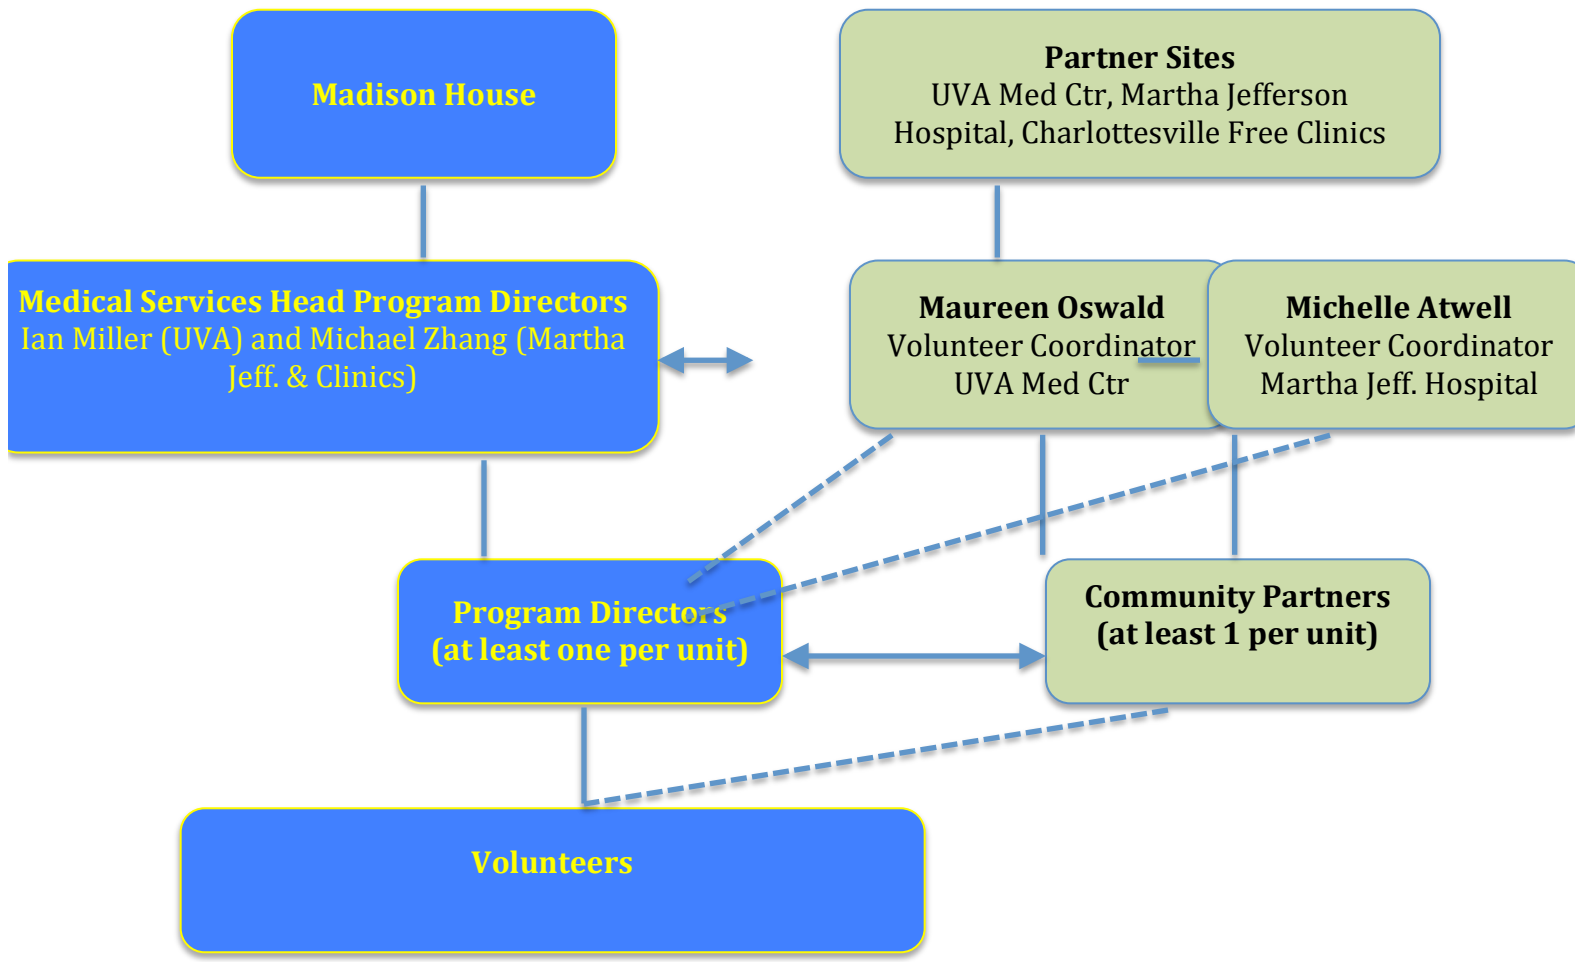 Madison House
Partner Sites
UVA Med Ctr, Martha Jefferson
Hospital, Charlottesville Free Clinics
Medical Services Head Program Directors
Ian Miller (UVA) and Michael Zhang (Martha
Jeff. & Clinics)
Maureen Oswald
Volunteer Coordinator
UVA Med Ctr
Michelle Atwell
Volunteer Coordinator
Martha Jeff. Hospital
Program Directors
(at least one per unit)
Community Partners
(at least 1 per unit)
Volunteers